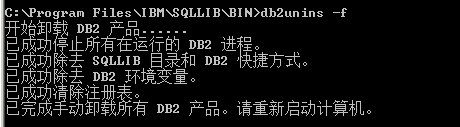 C:\Program Files\IBM\SQLLIB\BIN>db2unins -f
开始卸载 DB2 产品......
已成功停止所有在运行的 DB2 进程。
已成功除去 SQLLIB 目录和 DB2 快捷方式。
已成功除去 DB2 环境变量。
已成功清除注册表。
已完成手动卸载所有 DB2 产品。请重新启动计算机。